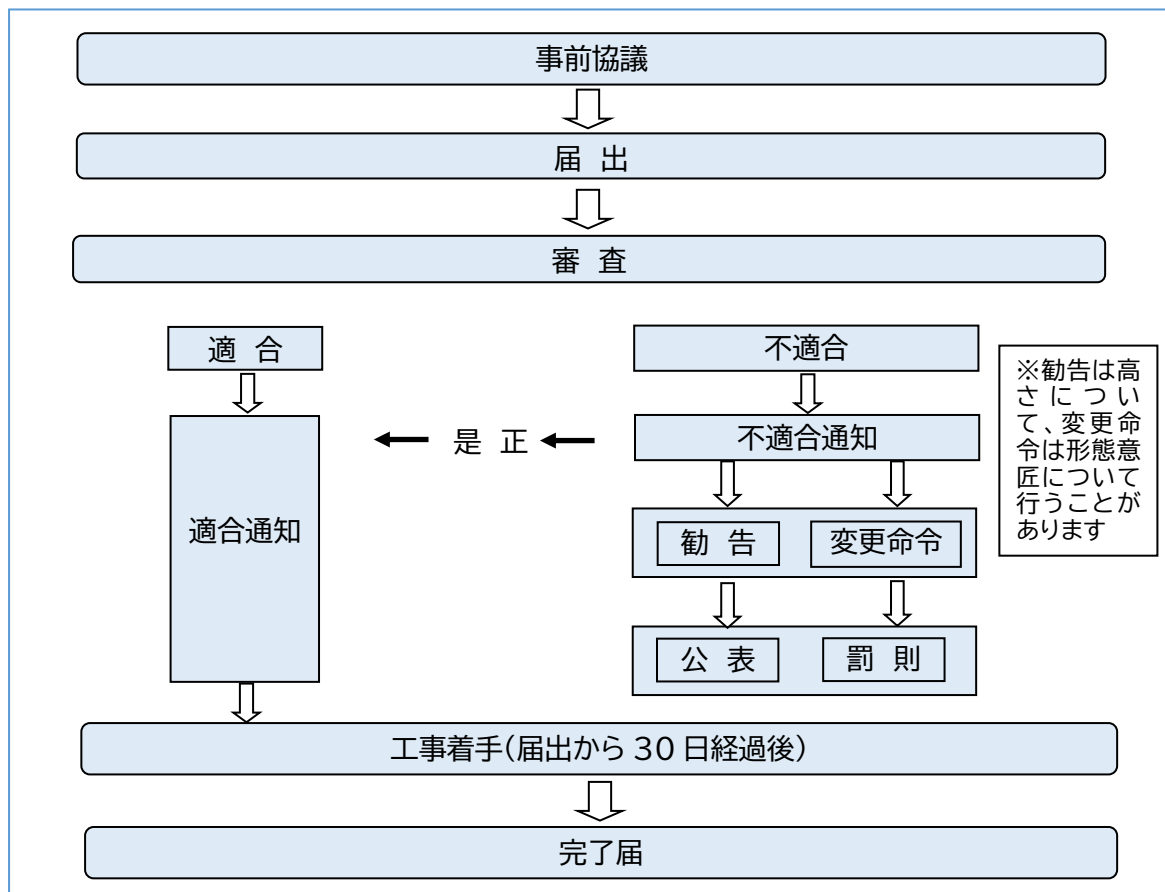 事前協議
届 出
審 査
適 合
不適合
※勧告は高
さについ
て、変更命
令は形態意
匠について
行うことが
あります
不適合通知
是 正
適合通知
勧 告
変更命令
公 表
罰 則
工事着手(届出から 30 日経過後)
完了届